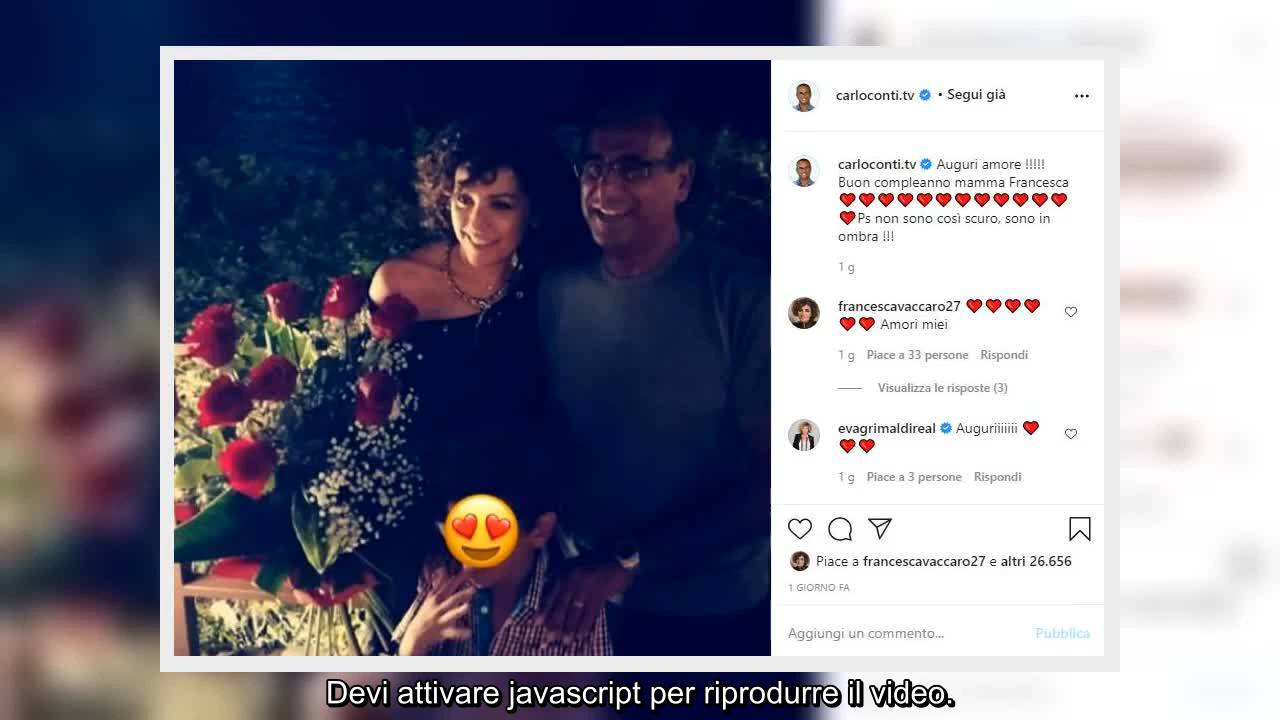 carloconti.tv • Segui già
carloconti.tv Auguri amore !!!!!
Buon compleanno mamma Francesca
❤❤❤❤❤❤❤❤❤❤❤❤
❤Ps non sono così scuro, sono in
ombra !!!
1 g
francescavaccaro27 ❤❤❤❤
❤❤ Amori miei
1 g Piace a 33 persone Rispondi
Visualizza le risposte (3)
evagrimaldireal Auguriiiiiii ❤
❤❤
1 g Piace a 3 persone Rispondi
Piace a francescavaccaro27 e altri 26.656
1 GIORNO FA
Aggiungi un commento... Pubblica
Devi attivare javascript per riprodurre il video.